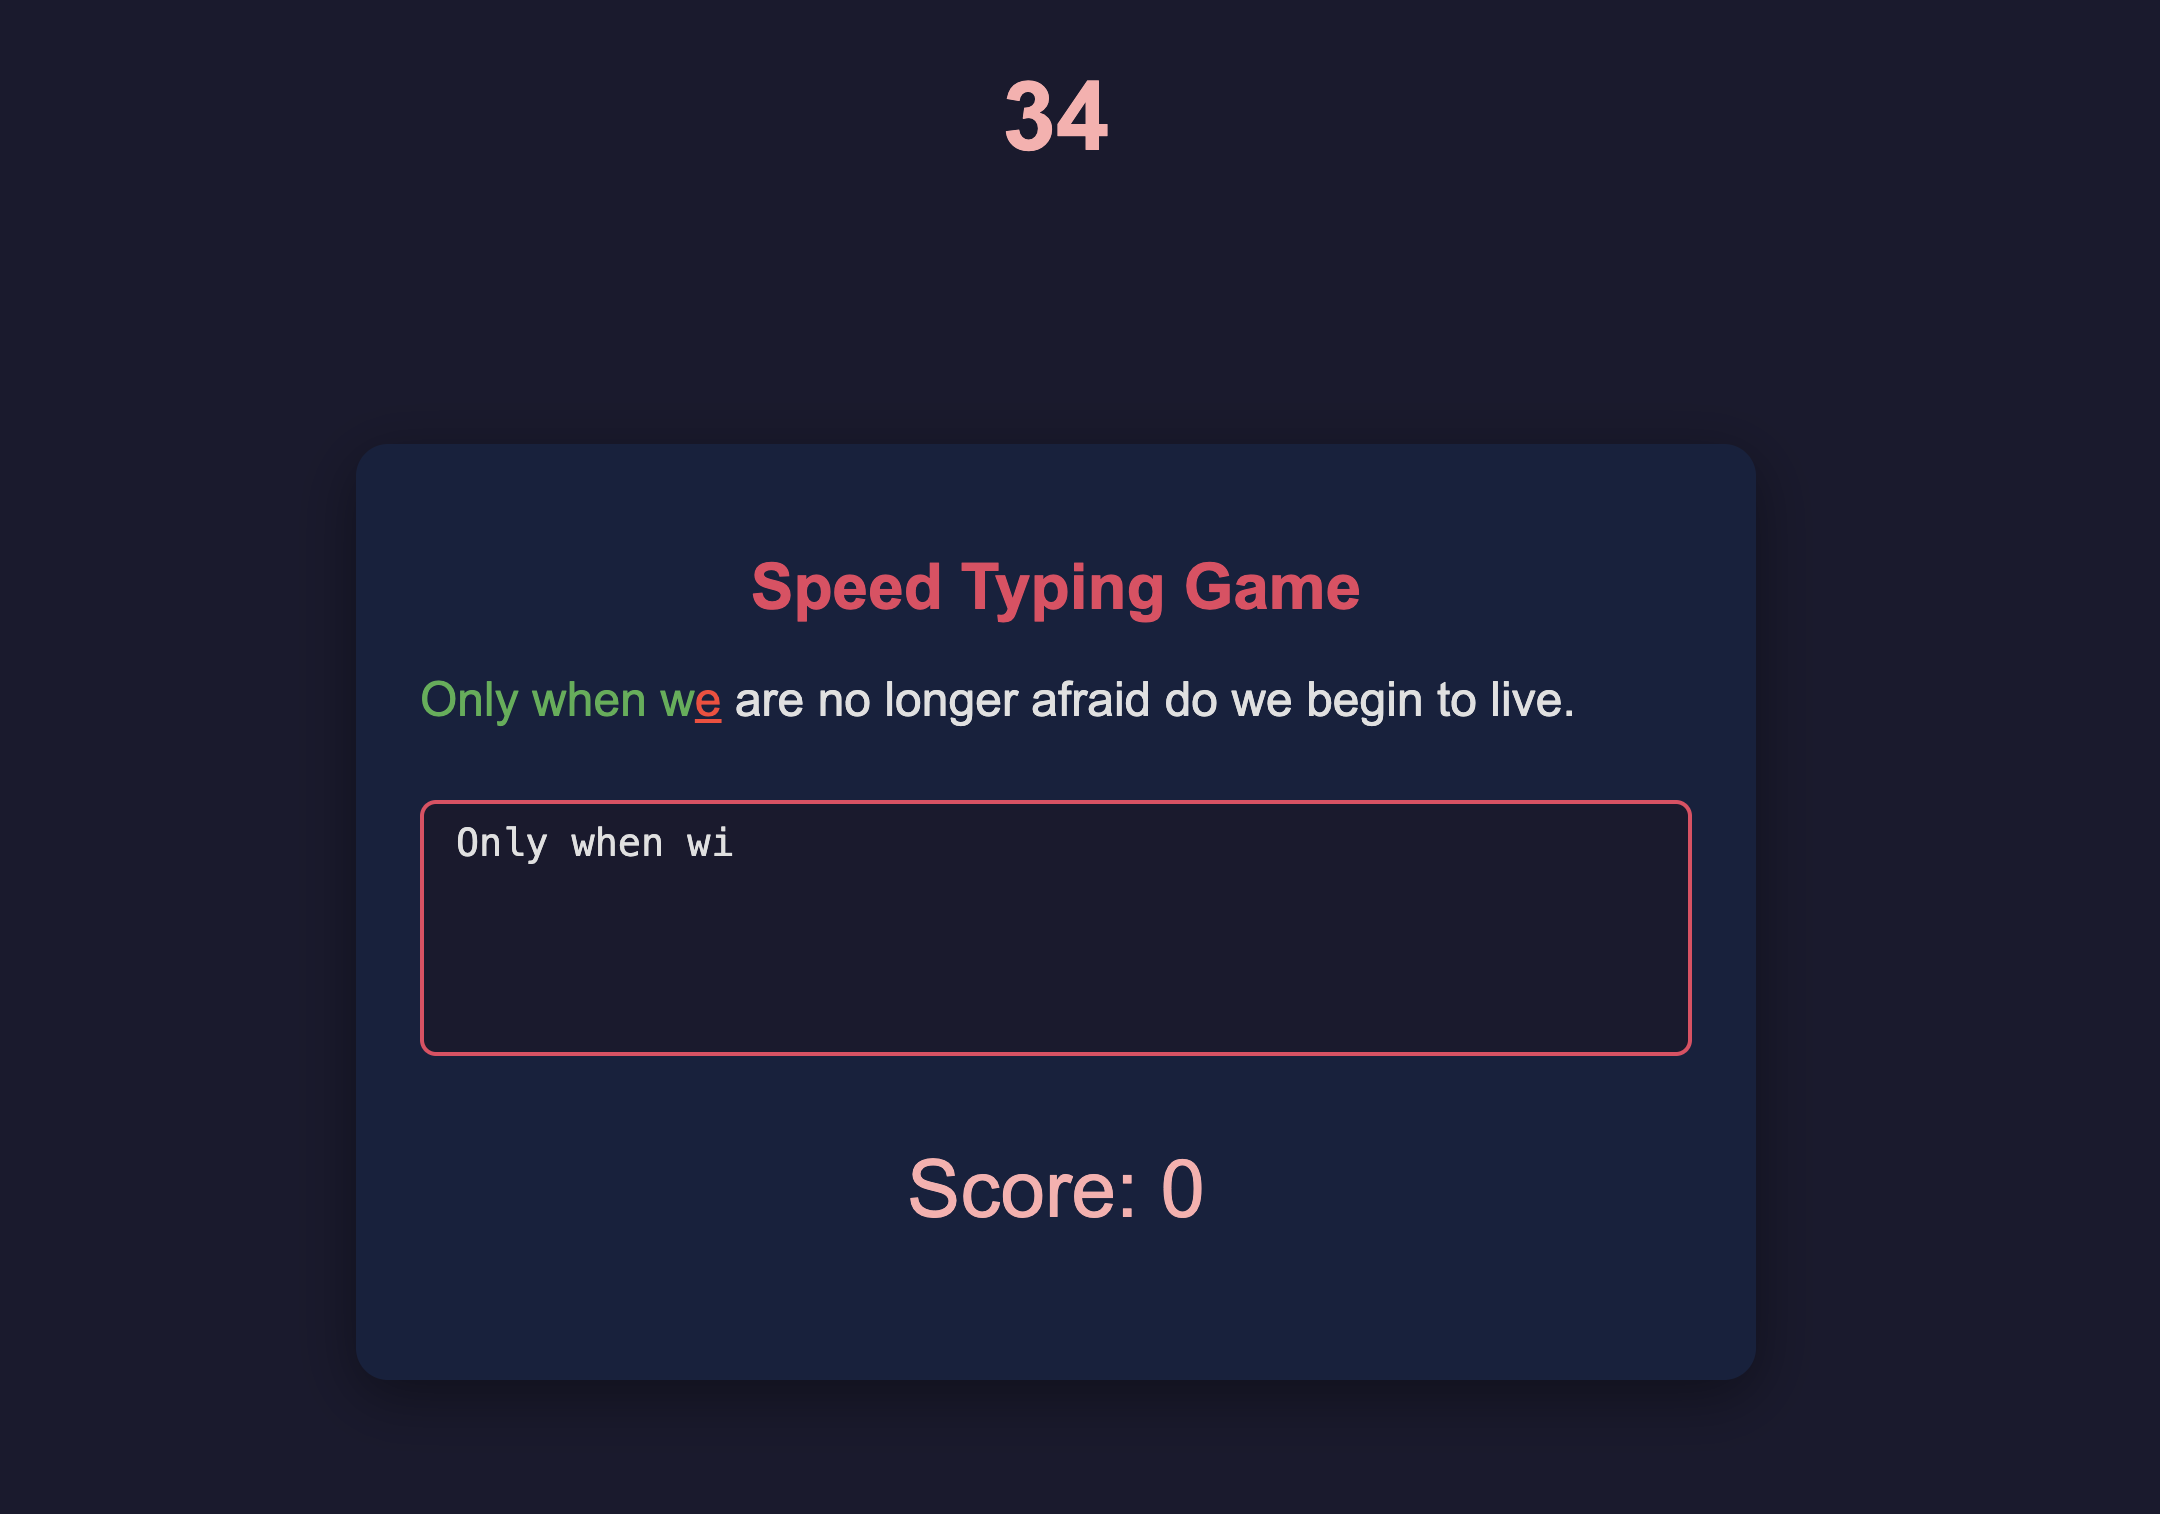 34
Speed Typing Game
Only when we are no longer afraid do we begin to live.
Only when wi
Score: 0